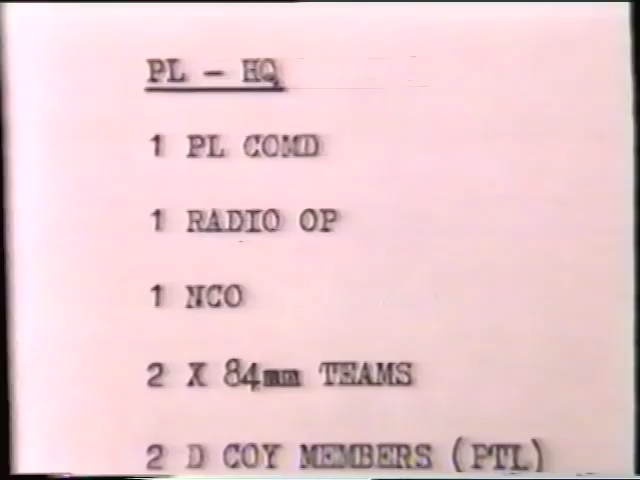 PL - HQ
1 PL COMD
1 RADIO OP
1 NCO
2 X 84mm TEAMS
2 D COY MEMBERS (PTL)